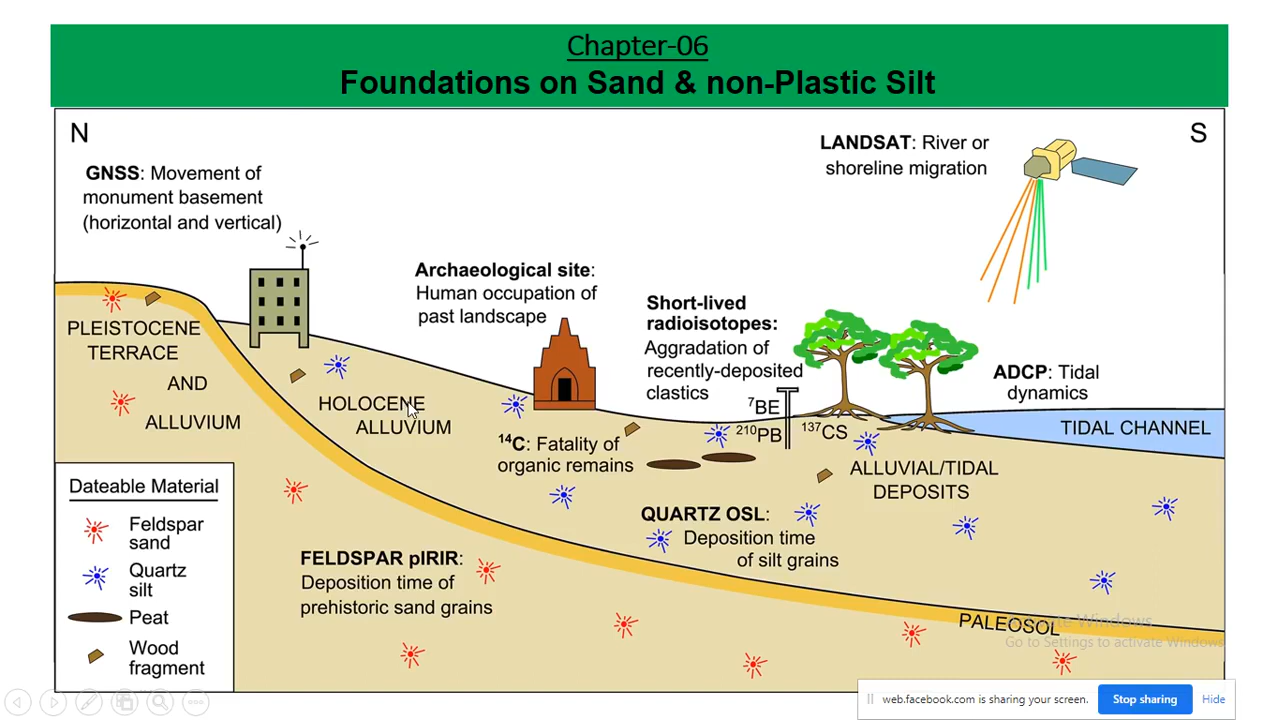 Chapter-06
Foundations on Sand & non-Plastic Silt
N
S
GNSS: Movement of
monument basement
(horizontal and vertical)
LANDSAT: River or
shoreline migration
Archaeological site:
Human occupation of
past landscape
Short-lived
radioisotopes:
Aggradation of
recently-deposited
clastics
⁷BE
²¹⁰PB
¹³⁷CS
ADCP: Tidal
dynamics
TIDAL CHANNEL
PLEISTOCENE
TERRACE
AND
ALLUVIUM
HOLOCENE
ALLUVIUM
¹⁴C: Fatality of
organic remains
ALLUVIAL/TIDAL
DEPOSITS
QUARTZ OSL:
Deposition time
of silt grains
FELDSPAR pIRIR:
Deposition time of
prehistoric sand grains
PALEOSOL
Dateable Material
Feldspar
sand
Quartz
silt
Peat
Wood
fragment
Activate Windows
Go to Settings to activate Windows.
web.facebook.com is sharing your screen.
Stop sharing
Hide